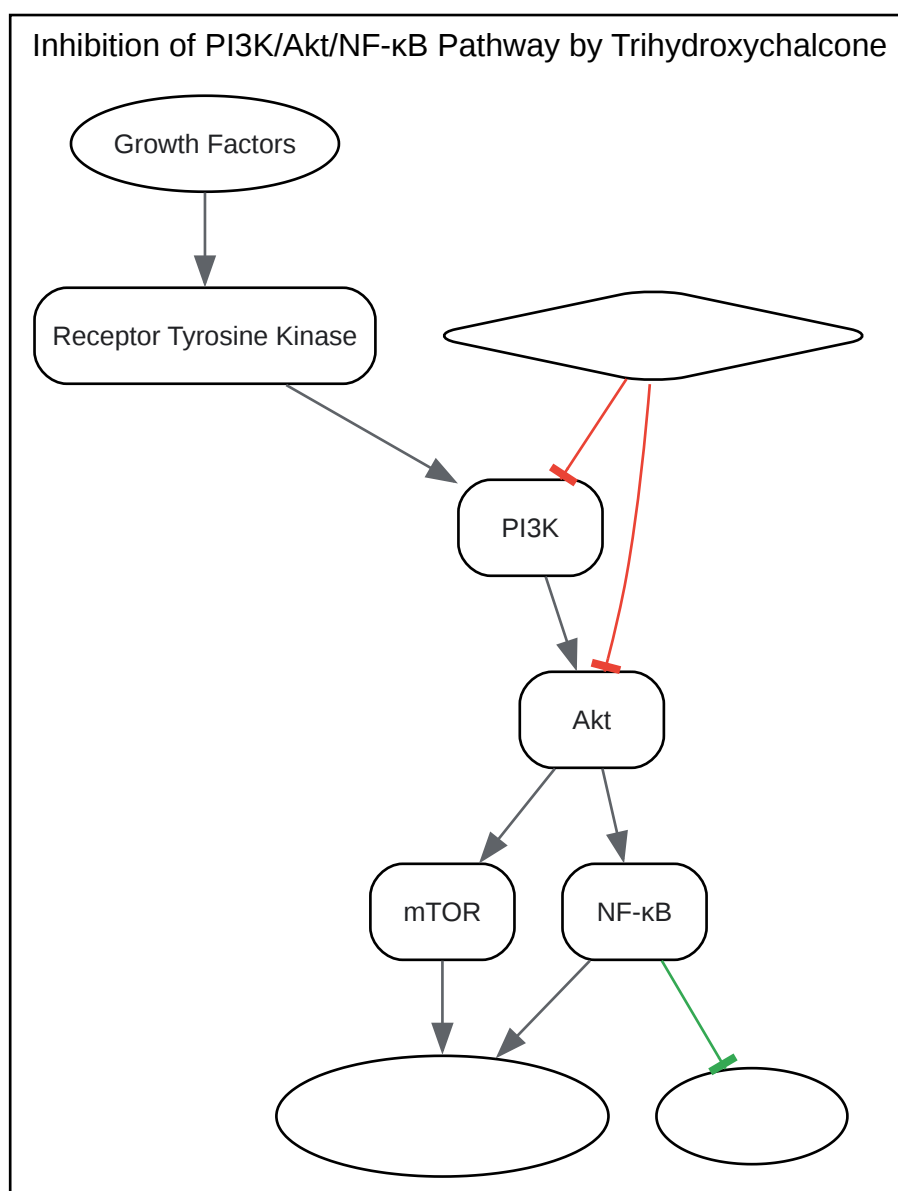 Inhibition of PI3K/Akt/NF-κB Pathway by Trihydroxychalcone
Growth Factors
Receptor Tyrosine Kinase
PI3K
Akt
mTOR
NF-κB